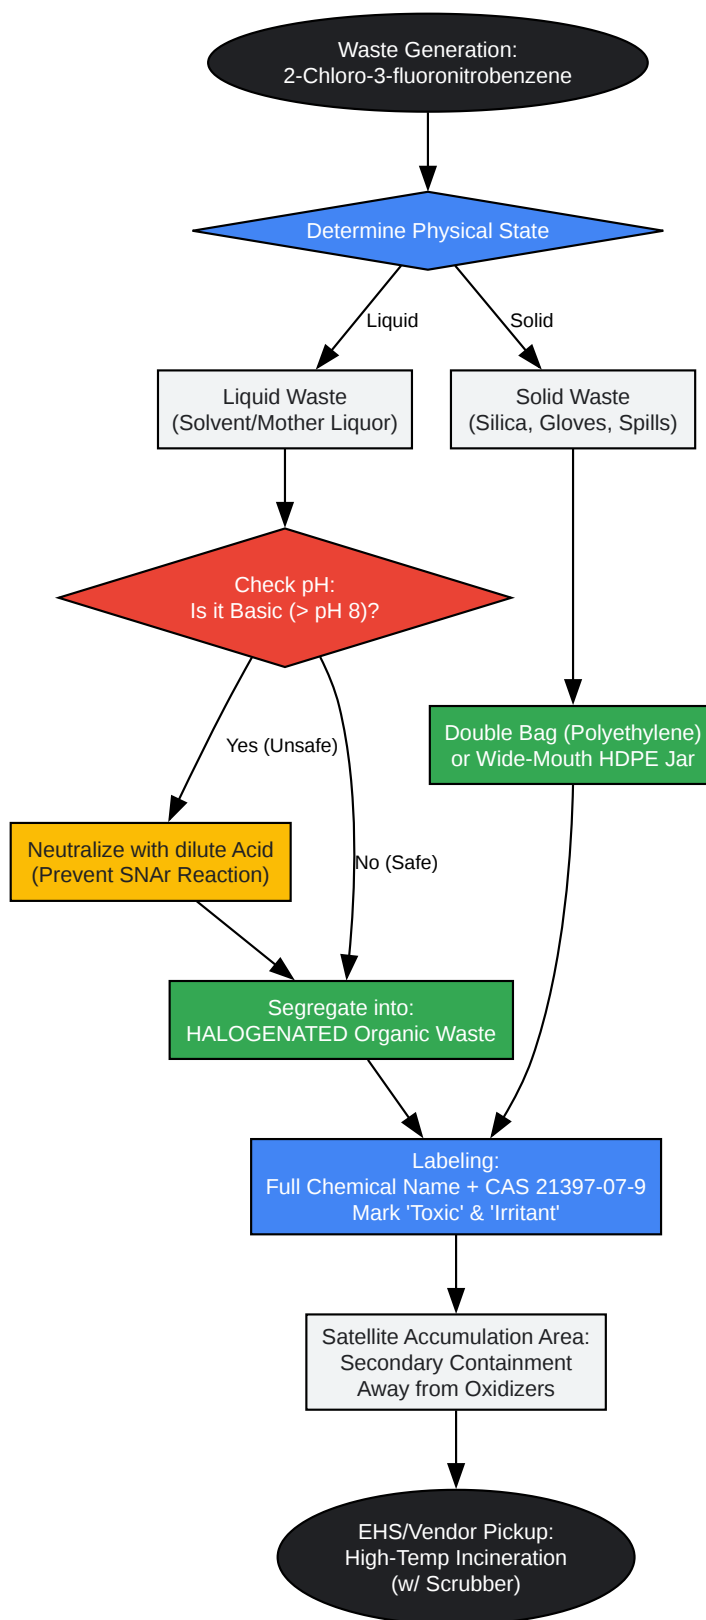 Waste Generation:
2-Chloro-3-fluoronitrobenzene
Determine Physical State
Liquid
Solid
Liquid Waste
(Solvent/Mother Liquor)
Solid Waste
(Silica, Gloves, Spills)
Check pH:
Is it Basic (> pH 8)?
Yes (Unsafe)
Double Bag (Polyethylene)
or Wide-Mouth HDPE Jar
Neutralize with dilute Acid
(Prevent SNAr Reaction)
No (Safe)
Segregate into:
HALOGENATED Organic Waste
Labeling:
Full Chemical Name + CAS 21397-07-9
Mark 'Toxic' & 'Irritant'
Satellite Accumulation Area:
Secondary Containment
Away from Oxidizers
EHS/Vendor Pickup:
High-Temp Incineration
(w/ Scrubber)